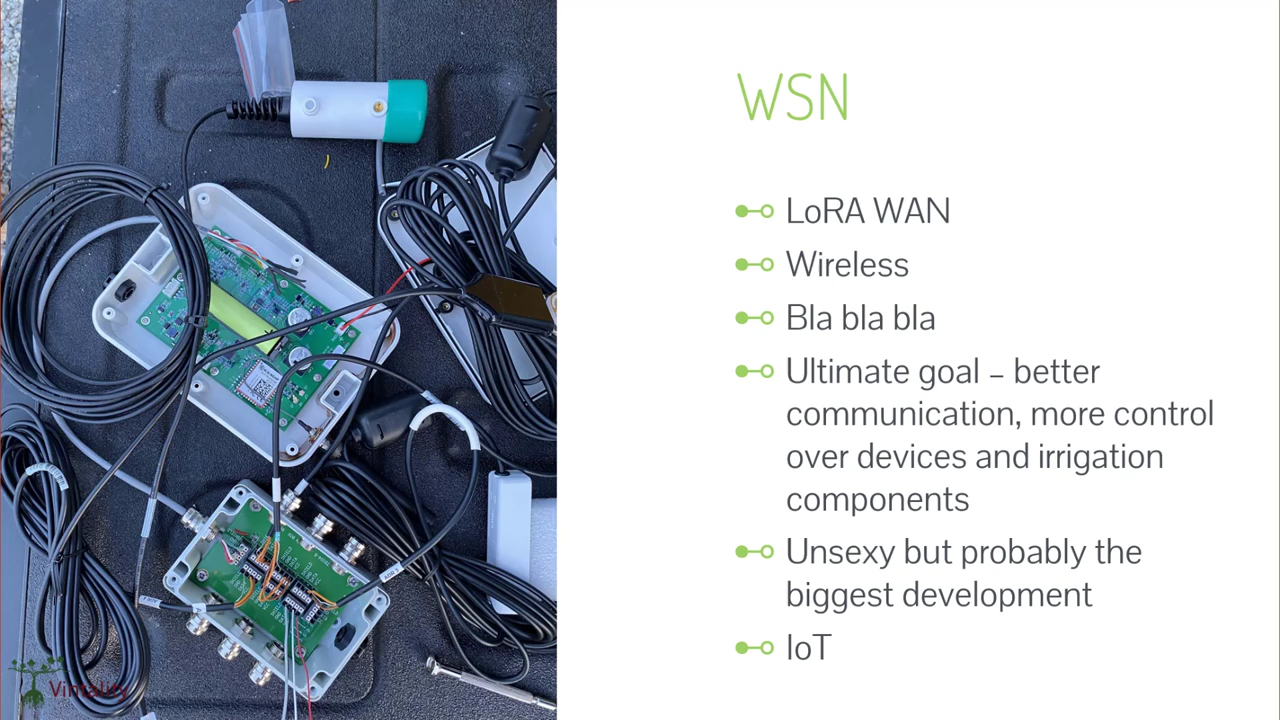 WSN
LoRA WAN
Wireless
Bla bla bla
Ultimate goal – better
communication, more control
over devices and irrigation
components
Unsexy but probably the
biggest development
IoT
Vimality